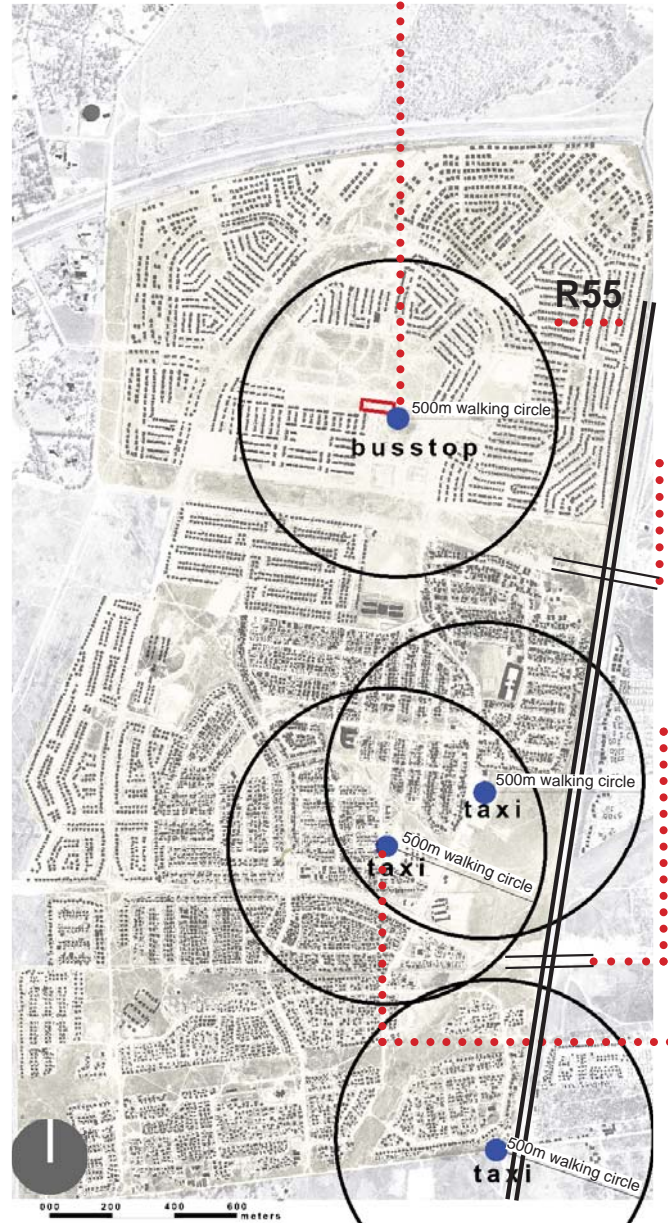 R55
500m walking circle
busstop
500m walking circle
taxi
500m walking circle
taxi
500m walking circle
taxi
000 200 400 600
meters